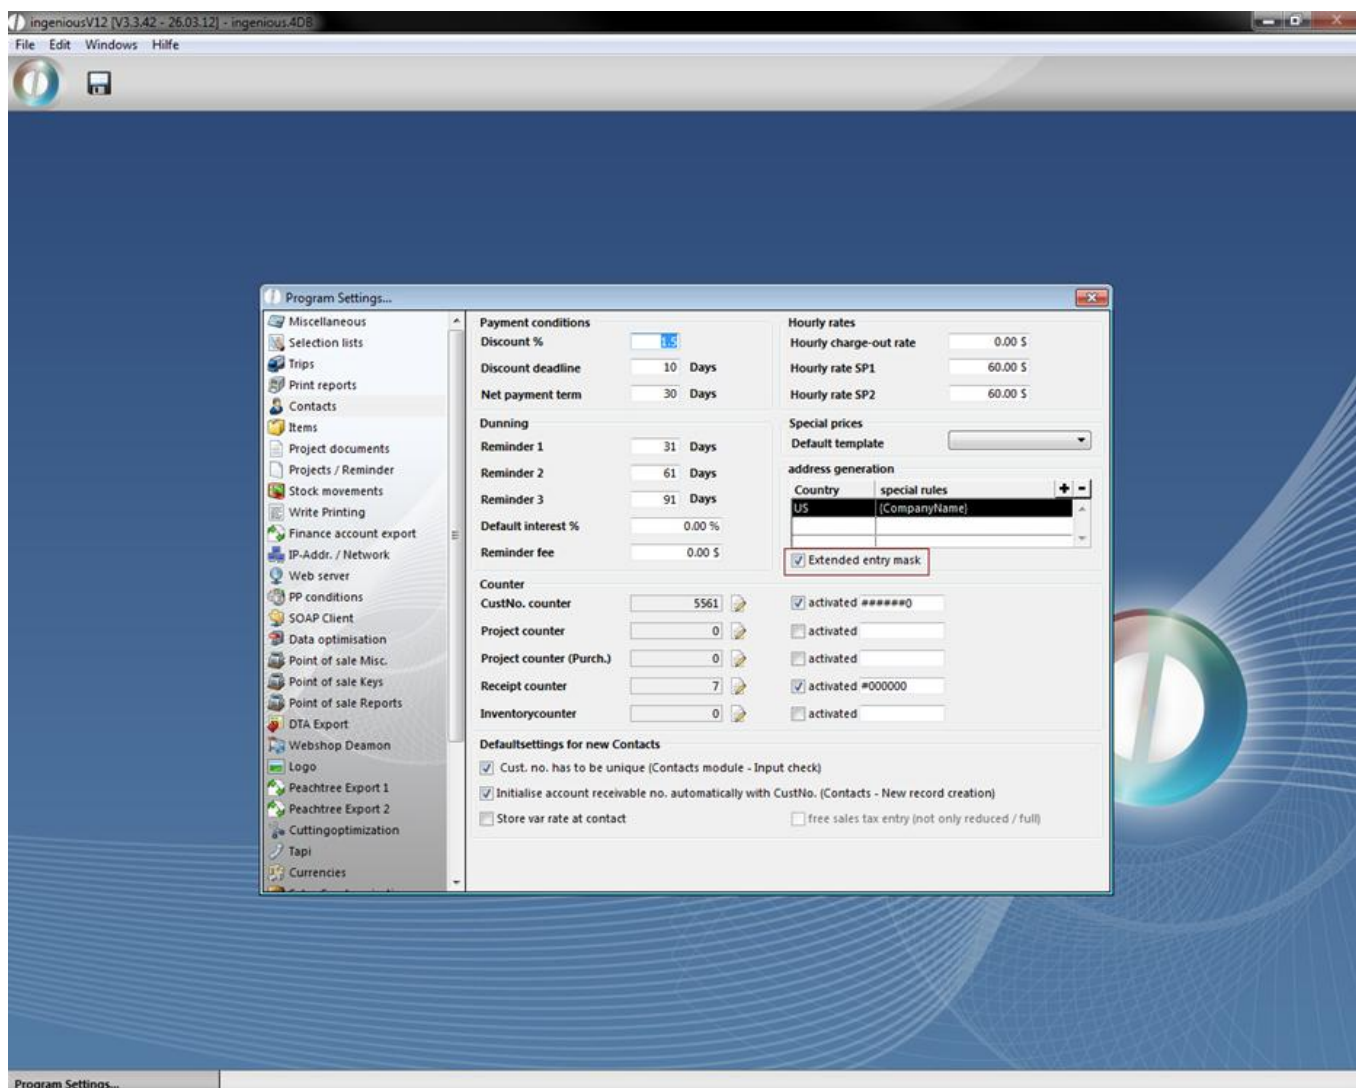 ingeniousV12 [V3.3.42 - 26.03.12] - ingenious.4DB
File Edit Windows Hilfe
Program Settings...
Miscellaneous
Selection lists
Trips
Print reports
Contacts
Items
Project documents
Projects / Reminder
Stock movements
Write Printing
Finance account export
IP-Addr. / Network
Web server
PP conditions
SOAP Client
Data optimisation
Point of sale Misc.
Point of sale Keys
Point of sale Reports
DTA Export
Webshop Deamon
Logo
Peachtree Export 1
Peachtree Export 2
Cuttingoptimization
Tapi
Currencies
Payment conditions
Discount % 1.5
Discount deadline 10 Days
Net payment term 30 Days
Dunning
Reminder 1 31 Days
Reminder 2 61 Days
Reminder 3 91 Days
Default interest % 0.00 %
Reminder fee 0.00 $
Hourly rates
Hourly charge-out rate 0.00 $
Hourly rate SP1 60.00 $
Hourly rate SP2 60.00 $
Special prices
Default template
address generation
Country special rules + -
US {CompanyName}
Extended entry mask
Counter
CustNo. counter 5561 activated ######0
Project counter 0 activated
Project counter (Purch.) 0 activated
Receipt counter 7 activated #000000
Inventorycounter 0 activated
Defaultsettings for new Contacts
Cust. no. has to be unique (Contacts module - Input check)
Initialise account receivable no. automatically with CustNo. (Contacts - New record creation)
Store var rate at contact free sales tax entry (not only reduced / full)
Program Settings...